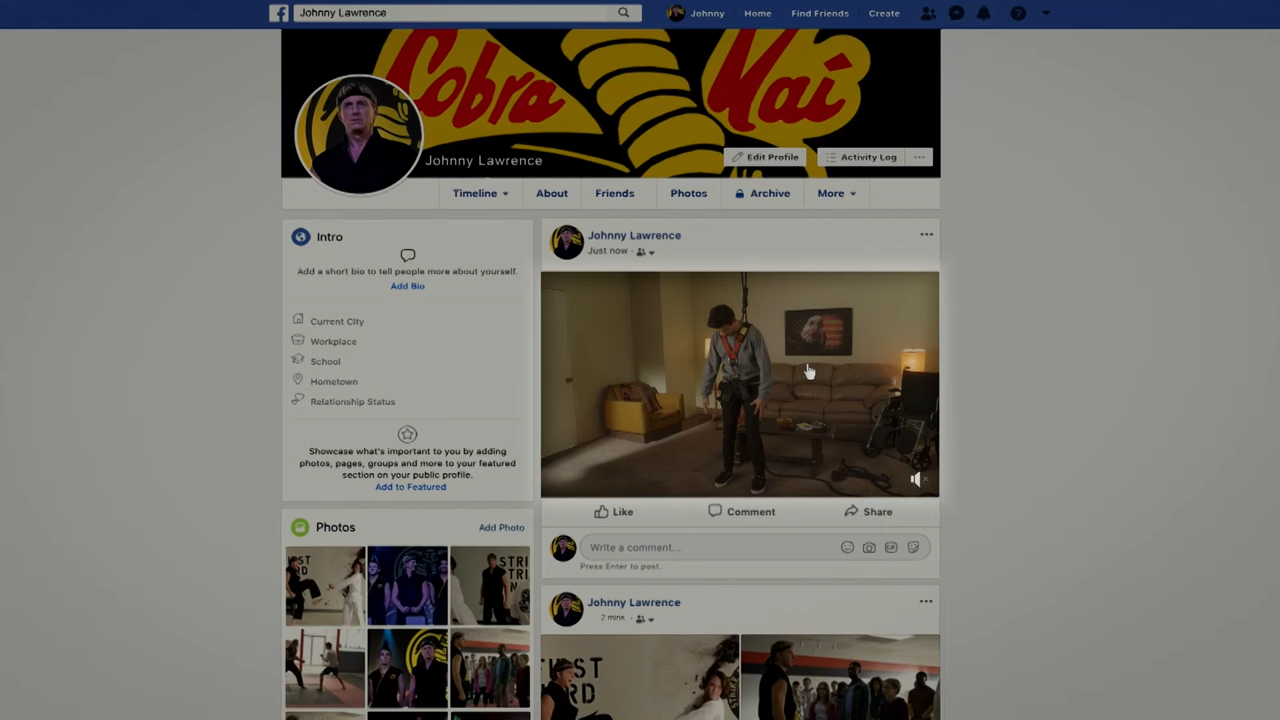 Johnny Lawrence
Johnny
Home
Find Friends
Create
Cobra Kai
Johnny Lawrence
Edit Profile
Activity Log
Timeline
About
Friends
Photos
Archive
More
Intro
Add a short bio to tell people more about yourself.
Add Bio
Current City
Workplace
School
Hometown
Relationship Status
Showcase what's important to you by adding
photos, pages, groups and more to your featured
section on your public profile.
Add to Featured
Photos
Add Photo
Johnny Lawrence
Just now
Like
Comment
Share
Write a comment...
GIF
Press Enter to post.
Johnny Lawrence
2 mins